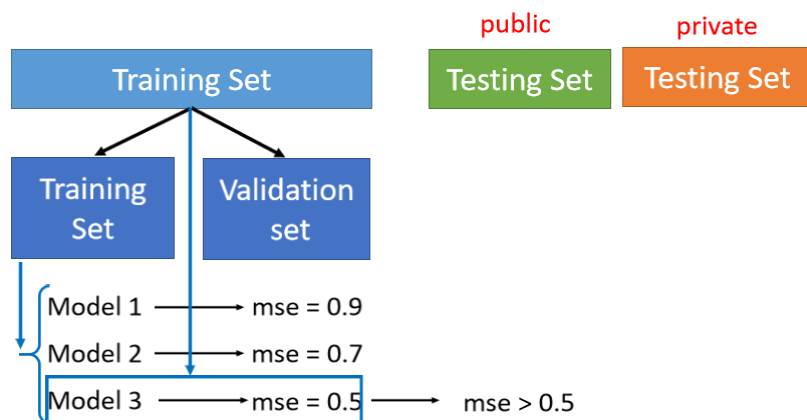 public
private
Training Set
Testing Set
Testing Set
Training
Set
Validation
set
Model 1
mse = 0.9
Model 2
mse = 0.7
Model 3
mse = 0.5
mse > 0.5